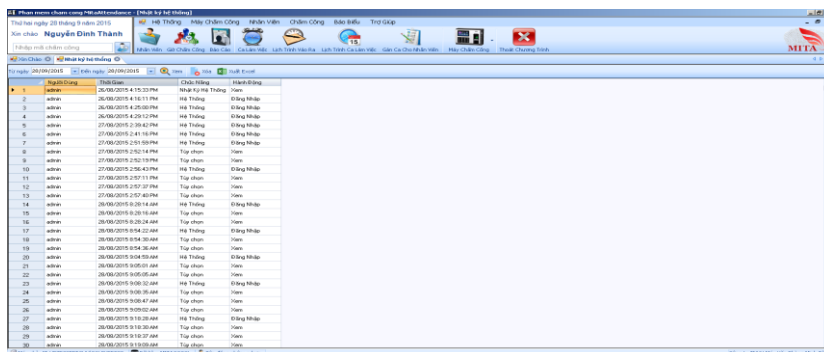 Phan mem cham cong MitaAttendance - [Nhật ký hệ thống]
Thứ hai ngày 28 tháng 9 năm 2015
Hệ Thống Máy Chấm Công Nhân Viên Chấm Công Báo Biểu Trợ Giúp
Xin chào Nguyễn Đình Thành
Nhập mã chấm công
Nhân Viên Giờ Chấm Công Báo Cáo Ca Làm Việc Lịch Trình Vào Ra Lịch Trình Ca Làm Việc Gán Ca Cho Nhân Viên Máy Chấm Công Thoát Chương Trình
MITA
Xin Chào Nhật ký hệ thống
Từ ngày 20/09/2015 Đến ngày 28/09/2015 Xem Xóa Xuất Excel
Người Dùng Thời Gian Chức Năng Hành Động
1 admin 26/08/2015 4:15:33 PM Nhật Ký Hệ Thống Xem
2 admin 26/08/2015 4:16:11 PM Hệ Thống Đăng Nhập
3 admin 26/08/2015 4:25:00 PM Hệ Thống Đăng Nhập
4 admin 26/08/2015 4:29:12 PM Hệ Thống Đăng Nhập
5 admin 27/08/2015 2:39:42 PM Hệ Thống Đăng Nhập
6 admin 27/08/2015 2:41:16 PM Hệ Thống Đăng Nhập
7 admin 27/08/2015 2:51:59 PM Hệ Thống Đăng Nhập
8 admin 27/08/2015 2:52:14 PM Tùy chọn Xem
9 admin 27/08/2015 2:52:19 PM Tùy chọn Xem
10 admin 27/08/2015 2:56:43 PM Hệ Thống Đăng Nhập
11 admin 27/08/2015 2:57:11 PM Tùy chọn Xem
12 admin 27/08/2015 2:57:37 PM Tùy chọn Xem
13 admin 27/08/2015 2:57:48 PM Tùy chọn Xem
14 admin 28/08/2015 8:28:14 AM Hệ Thống Đăng Nhập
15 admin 28/08/2015 8:28:16 AM Tùy chọn Xem
16 admin 28/08/2015 8:28:24 AM Tùy chọn Xem
17 admin 28/08/2015 8:54:22 AM Hệ Thống Đăng Nhập
18 admin 28/08/2015 8:54:30 AM Tùy chọn Xem
19 admin 28/08/2015 8:54:36 AM Tùy chọn Xem
20 admin 28/08/2015 9:04:59 AM Hệ Thống Đăng Nhập
21 admin 28/08/2015 9:05:01 AM Tùy chọn Xem
22 admin 28/08/2015 9:05:05 AM Tùy chọn Xem
23 admin 28/08/2015 9:08:32 AM Hệ Thống Đăng Nhập
24 admin 28/08/2015 9:08:35 AM Tùy chọn Xem
25 admin 28/08/2015 9:08:47 AM Tùy chọn Xem
26 admin 28/08/2015 9:09:02 AM Tùy chọn Xem
27 admin 28/08/2015 9:18:28 AM Hệ Thống Đăng Nhập
28 admin 28/08/2015 9:18:30 AM Tùy chọn Xem
29 admin 28/08/2015 9:18:37 AM Tùy chọn Xem
30 admin 28/08/2015 9:19:09 AM Tùy chọn Xem